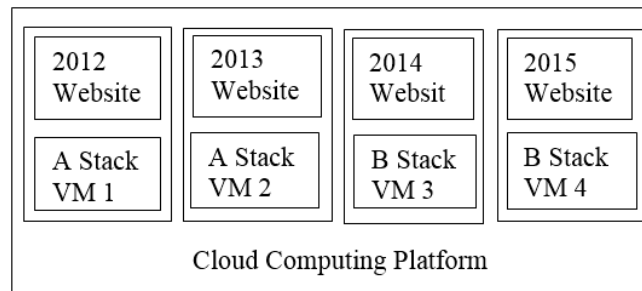 2012
Website
2013
Website
2014
Websit
2015
Website
A Stack
VM 1
A Stack
VM 2
B Stack
VM 3
B Stack
VM 4
Cloud Computing Platform